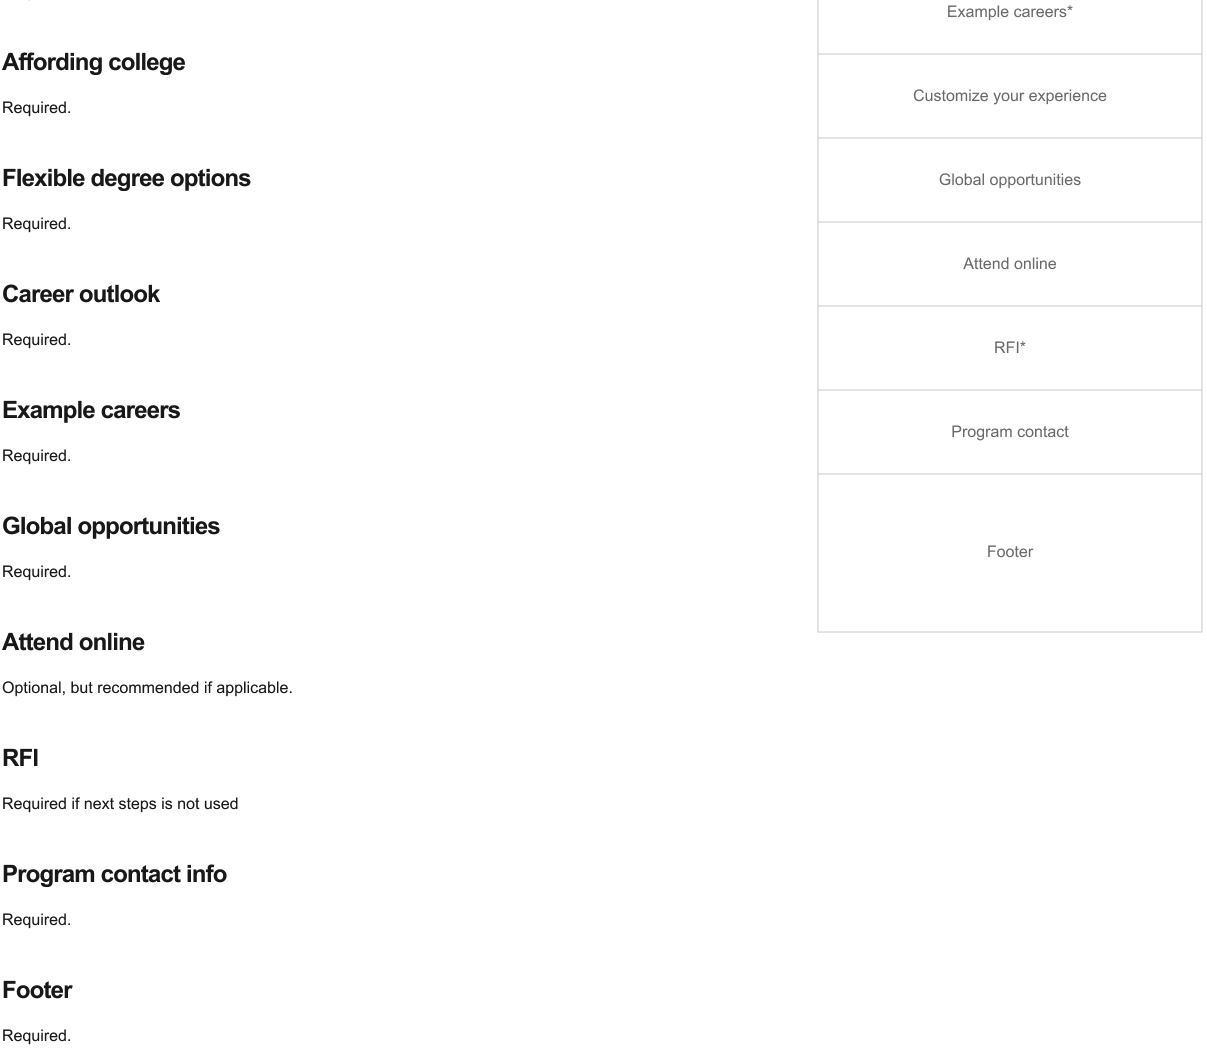 Affording college
Required.
Flexible degree options
Required.
Career outlook
Required.
Example careers
Required.
Global opportunities
Required.
Attend online
Optional, but recommended if applicable.
RFI
Required if next steps is not used
Program contact info
Required.
Footer
Required.
Example careers*
Customize your experience
Global opportunities
Attend online
RFI*
Program contact
Footer